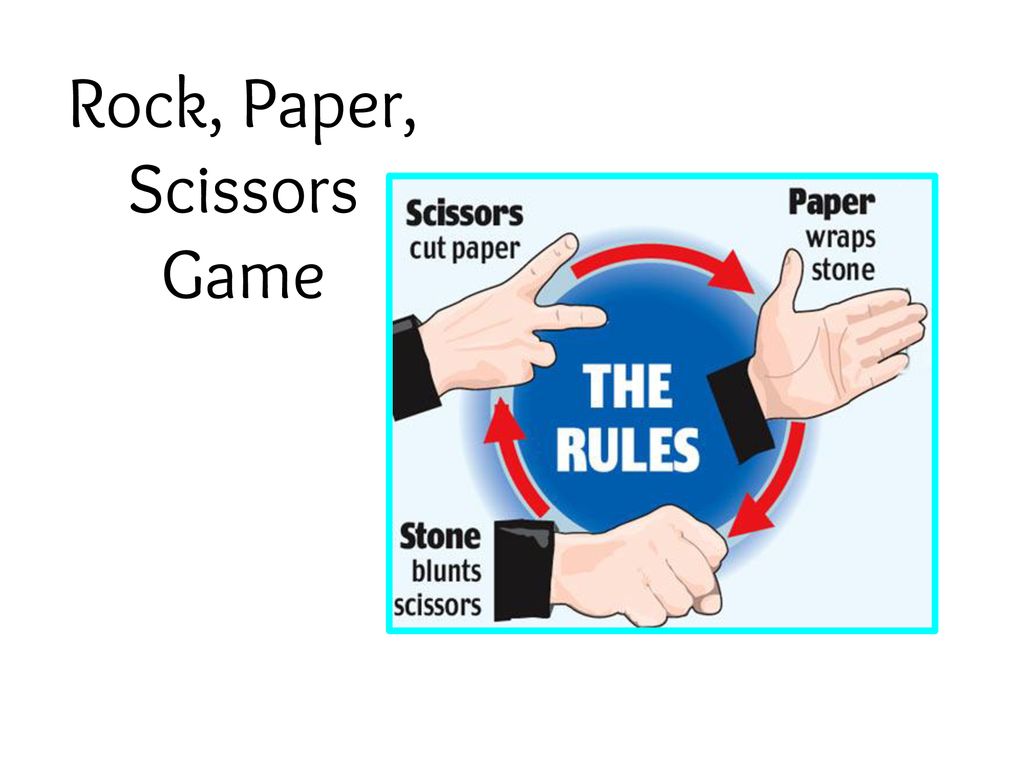 Rock, Paper,
Scissors
Game
Scissors
cut paper
Paper
wraps
stone
THE
RULES
Stone
blunts
scissors